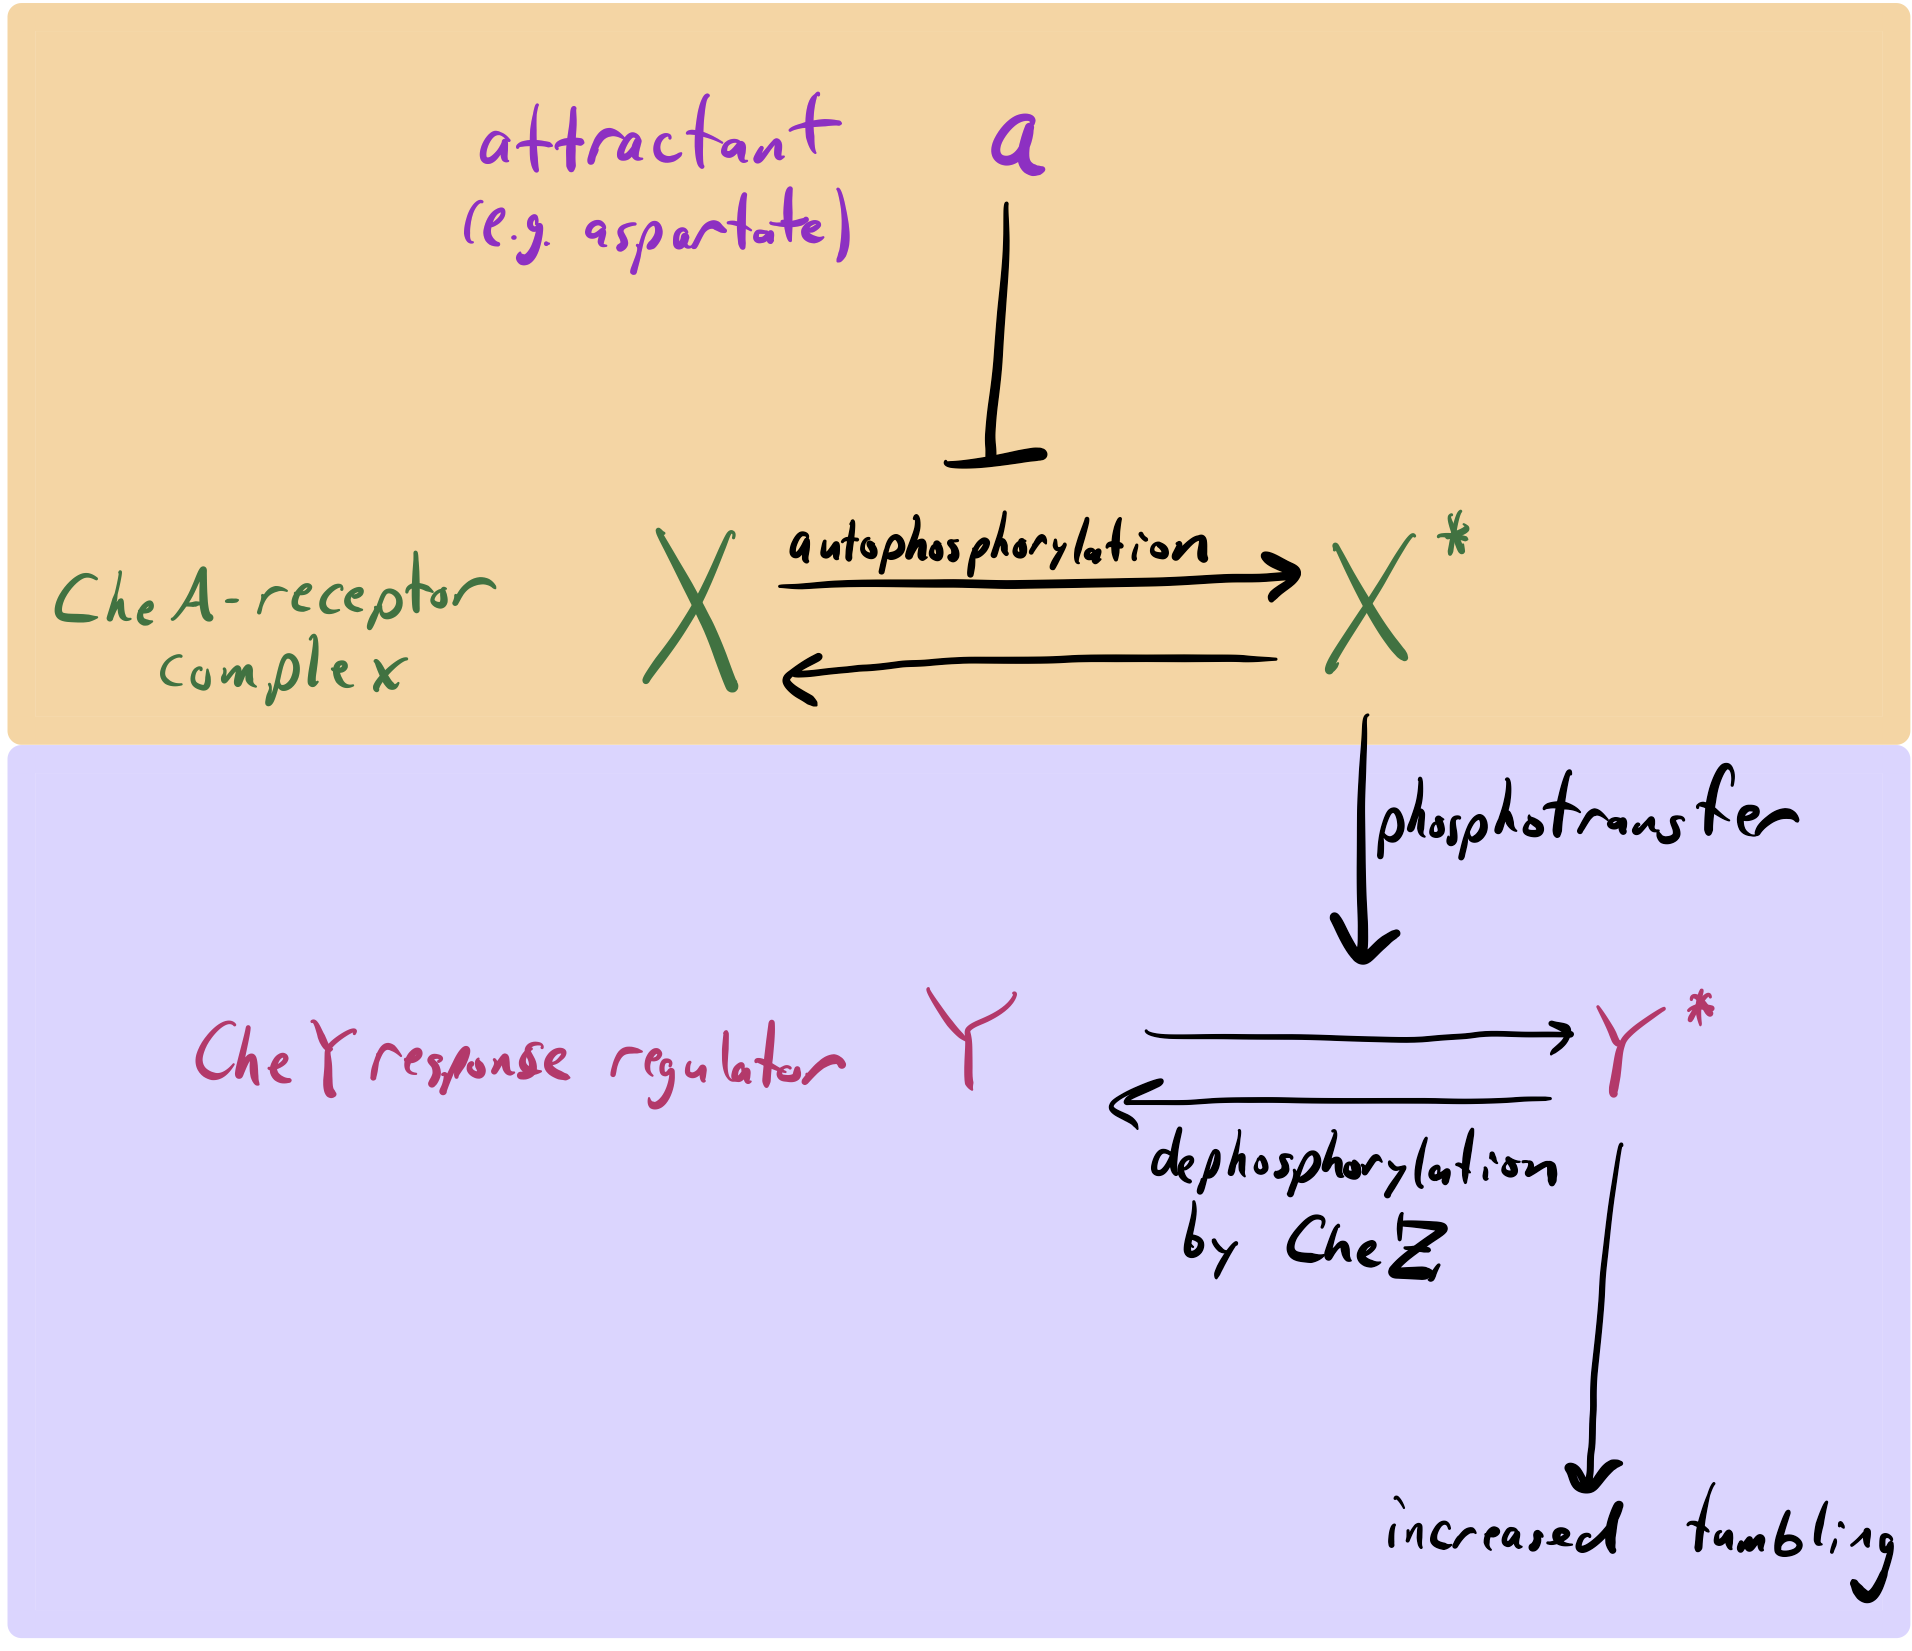 attractant a
(e.g. aspartate)
autophosphorylation
CheA-receptor complex X X*
phosphotransfer
CheY response regulator Y Y*
dephosphorylation
by CheZ
increased tumbling